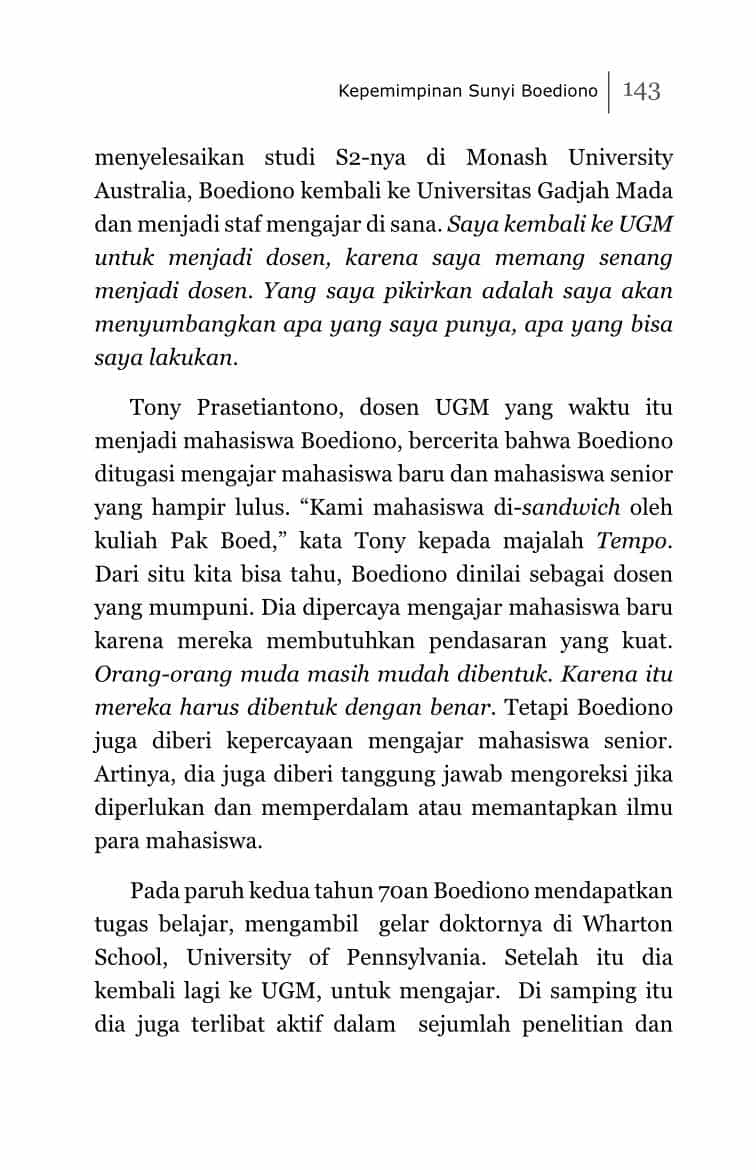 Kepemimpinan Sunyi Boediono 143
menyelesaikan studi S2-nya di Monash University
Australia, Boediono kembali ke Universitas Gadjah Mada
dan menjadi staf mengajar di sana. Saya kembali ke UGM
untuk menjadi dosen, karena saya memang senang
menjadi dosen. Yang saya pikirkan adalah saya akan
menyumbangkan apa yang saya punya, apa yang bisa
saya lakukan.
Tony Prasetiantono, dosen UGM yang waktu itu
menjadi mahasiswa Boediono, bercerita bahwa Boediono
ditugasi mengajar mahasiswa baru dan mahasiswa senior
yang hampir lulus. “Kami mahasiswa di-sandwich oleh
kuliah Pak Boed,” kata Tony kepada majalah Tempo.
Dari situ kita bisa tahu, Boediono dinilai sebagai dosen
yang mumpuni. Dia dipercaya mengajar mahasiswa baru
karena mereka membutuhkan pendasaran yang kuat.
Orang-orang muda masih mudah dibentuk. Karena itu
mereka harus dibentuk dengan benar. Tetapi Boediono
juga diberi kepercayaan mengajar mahasiswa senior.
Artinya, dia juga diberi tanggung jawab mengoreksi jika
diperlukan dan memperdalam atau memantapkan ilmu
para mahasiswa.
Pada paruh kedua tahun 70an Boediono mendapatkan
tugas belajar, mengambil gelar doktornya di Wharton
School, University of Pennsylvania. Setelah itu dia
kembali lagi ke UGM, untuk mengajar. Di samping itu
dia juga terlibat aktif dalam sejumlah penelitian dan